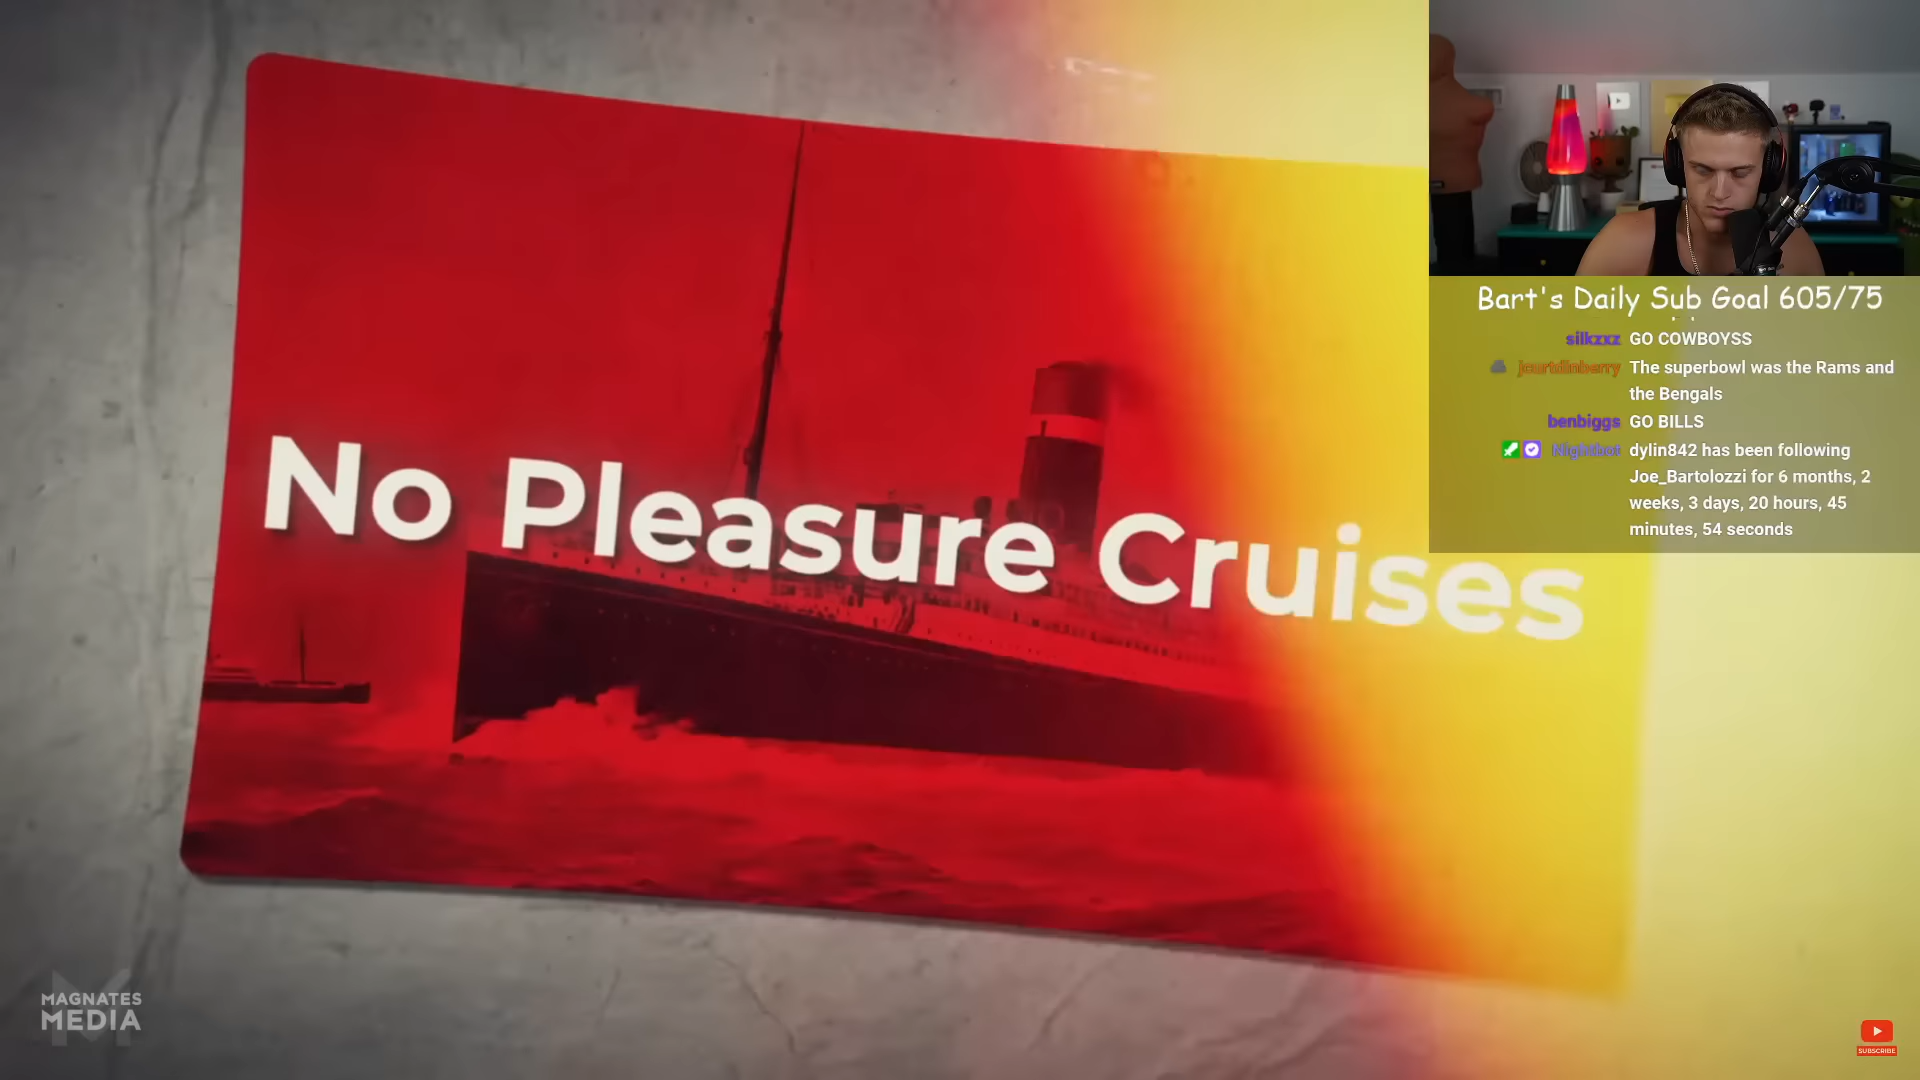 No Pleasure Cruises
Bart's Daily Sub Goal 605/75
silkzxz GO COWBOYSS
The superbowl was the Rams and
the Bengals
benbiggs GO BILLS
Nightbot dylin842 has been following
Joe_Bartolozzi for 6 months, 2
weeks, 3 days, 20 hours, 45
minutes, 54 seconds
MAGNATES
MEDIA
SUBSCRIBE